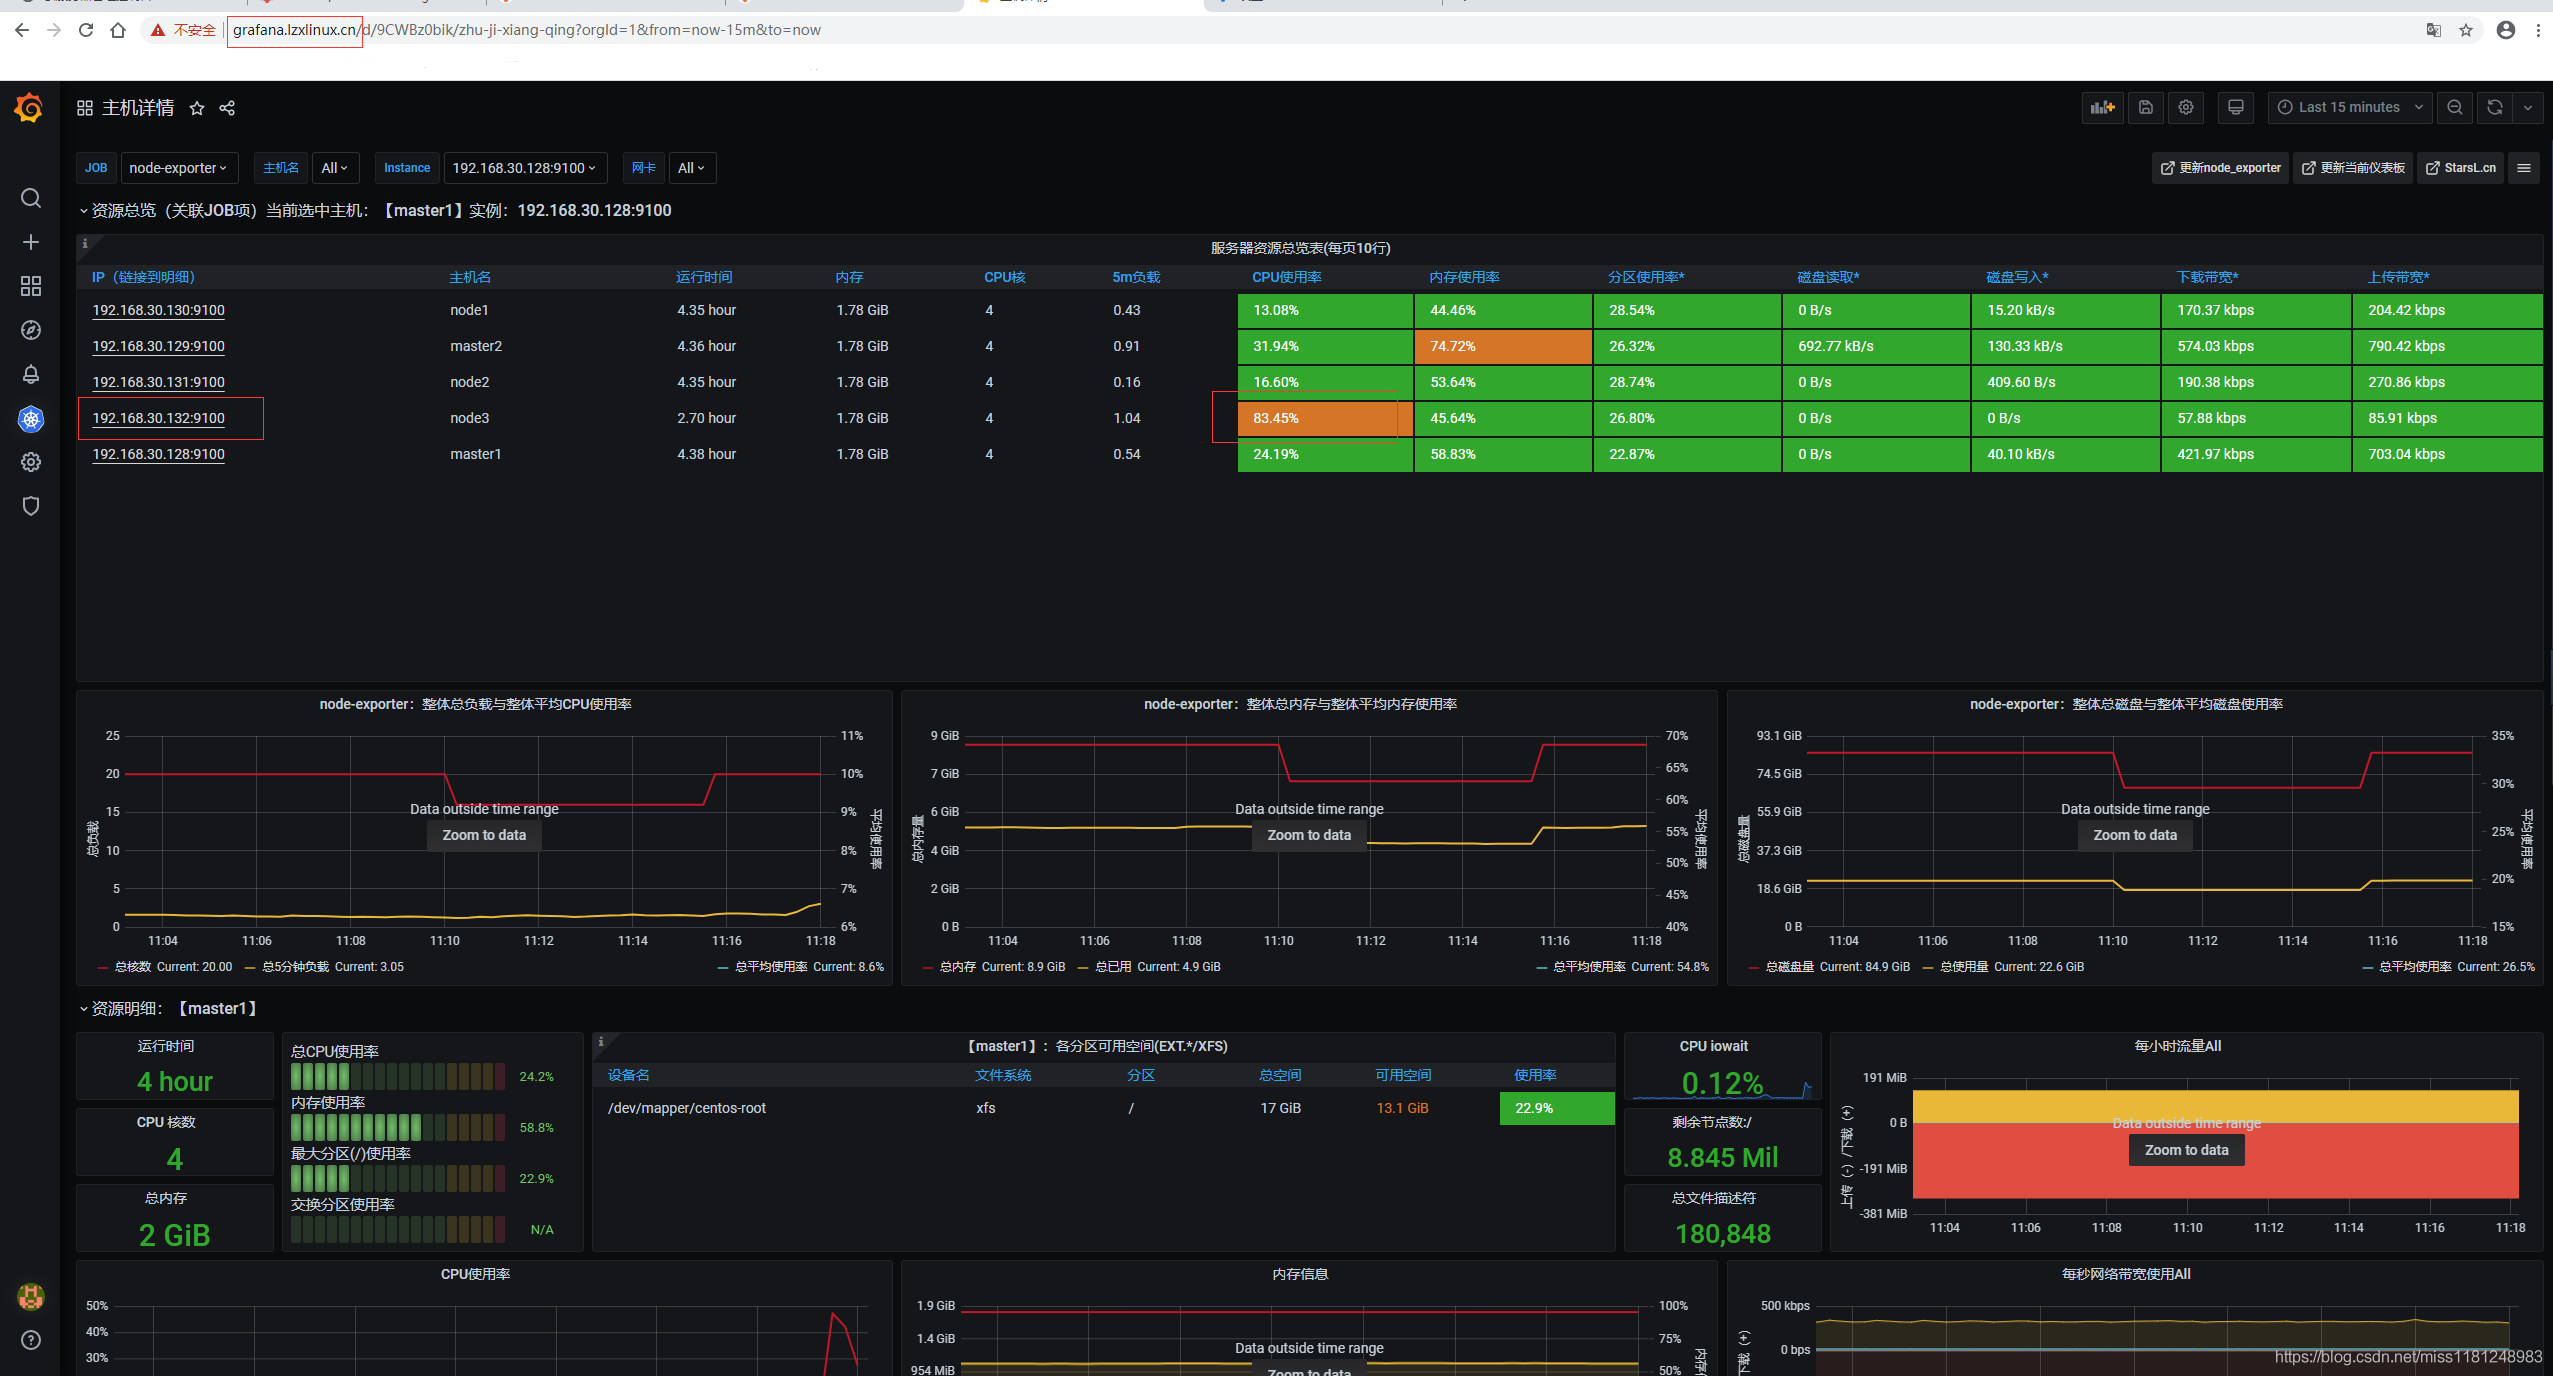 不安全 grafana.lzxlinux.cn/d/9CWBz0bik/zhu-ji-xiang-qing?orgId=1&from=now-15m&to=now
主机详情
Last 15 minutes
JOB node-exporter 主机名 All Instance 192.168.30.128:9100 网卡 All
更新node_exporter 更新当前仪表板 StarsL.cn
资源总览（关联JOB项）当前选中主机：【master1】实例：192.168.30.128:9100
服务器资源总览表(每页10行)
IP（链接到明细） 主机名 运行时间 内存 CPU核 5m负载 CPU使用率 内存使用率 分区使用率* 磁盘读取* 磁盘写入* 下载带宽* 上传带宽*
192.168.30.130:9100 node1 4.35 hour 1.78 GiB 4 0.43 13.08% 44.46% 28.54% 0 B/s 15.20 kB/s 170.37 kbps 204.42 kbps
192.168.30.129:9100 master2 4.36 hour 1.78 GiB 4 0.91 31.94% 74.72% 26.32% 692.77 kB/s 130.33 kB/s 574.03 kbps 790.42 kbps
192.168.30.131:9100 node2 4.35 hour 1.78 GiB 4 0.16 16.60% 53.64% 28.74% 0 B/s 409.60 B/s 190.38 kbps 270.86 kbps
192.168.30.132:9100 node3 2.70 hour 1.78 GiB 4 1.04 83.45% 45.64% 26.80% 0 B/s 0 B/s 57.88 kbps 85.91 kbps
192.168.30.128:9100 master1 4.38 hour 1.78 GiB 4 0.54 24.19% 58.83% 22.87% 0 B/s 40.10 kB/s 421.97 kbps 703.04 kbps
node-exporter：整体总负载与整体平均CPU使用率
25 11%
20 10%
15 9%
10 8%
5 7%
0 6%
总负载
平均使用率
Data outside time range
Zoom to data
11:04 11:06 11:08 11:10 11:12 11:14 11:16 11:18
总核数 Current: 20.00 总5分钟负载 Current: 3.05 总平均使用率 Current: 8.6%
node-exporter：整体总内存与整体平均内存使用率
9 GiB
7 GiB
6 GiB
4 GiB
2 GiB
0 B
总内存量
70%
65%
60%
55%
50%
45%
40%
平均使用率
Data outside time range
Zoom to data
11:04 11:06 11:08 11:10 11:12 11:14 11:16 11:18
总内存 Current: 8.9 GiB 总已用 Current: 4.9 GiB 总平均使用率 Current: 54.8%
node-exporter：整体总磁盘与整体平均磁盘使用率
93.1 GiB
74.5 GiB
55.9 GiB
37.3 GiB
18.6 GiB
0 B
总磁盘量
35%
30%
25%
20%
15%
平均使用率
Data outside time range
Zoom to data
11:04 11:06 11:08 11:10 11:12 11:14 11:16 11:18
总磁盘量 Current: 84.9 GiB 总使用量 Current: 22.6 GiB 总平均使用率 Current: 26.5%
资源明细：【master1】
运行时间
4 hour
CPU 核数
4
总内存
2 GiB
总CPU使用率
24.2%
内存使用率
58.8%
最大分区(/)使用率
22.9%
交换分区使用率
N/A
【master1】：各分区可用空间(EXT.*/XFS)
设备名 文件系统 分区 总空间 可用空间 使用率
/dev/mapper/centos-root xfs / 17 GiB 13.1 GiB 22.9%
CPU iowait
0.12%
剩余节点数:/
8.845 Mil
总文件描述符
180,848
每小时流量All
191 MiB
0 B
-191 MiB
-381 MiB
上传（-）/下载（+）
Data outside time range
Zoom to data
11:04 11:06 11:08 11:10 11:12 11:14 11:16 11:18
CPU使用率
50%
40%
30%
内存信息
1.9 GiB 100%
1.4 GiB 75%
954 MiB 50%
Data outside time range
Zoom to data
每秒网络带宽使用All
500 kbps
0 bps
下载（+）
https://blog.csdn.net/miss1181248983